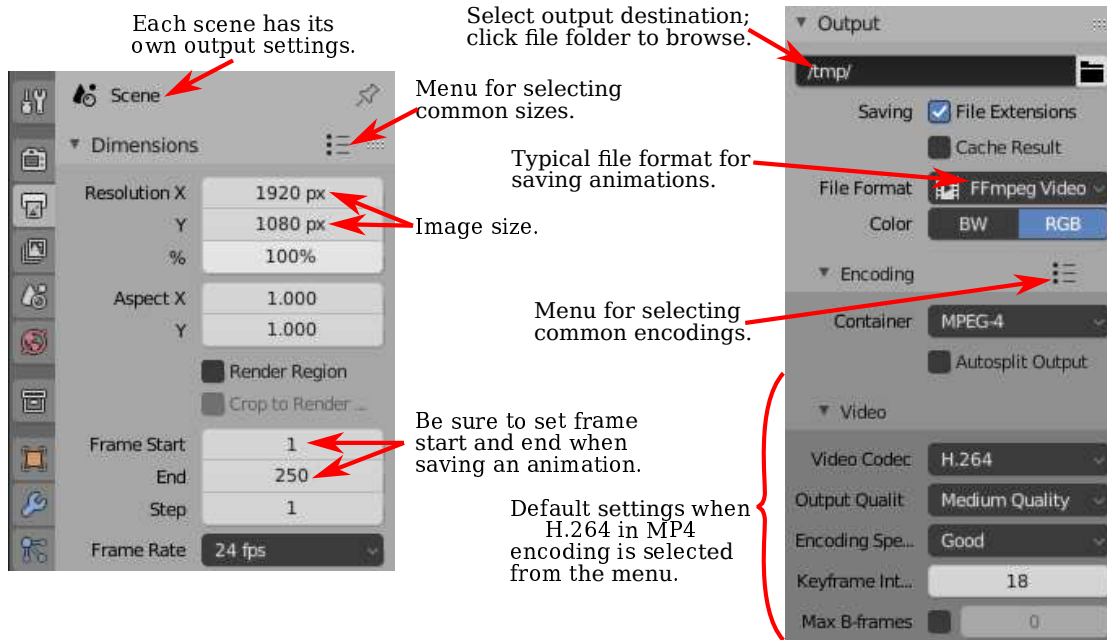 Each scene has its
own output settings.
Scene
Dimensions
Resolution X 1920 px
Y 1080 px
% 100%
Aspect X 1.000
Y 1.000
Render Region
Crop to Render ...
Frame Start 1
End 250
Step 1
Frame Rate 24 fps
Menu for selecting
common sizes.
Image size.
Be sure to set frame
start and end when
saving an animation.
Select output destination;
click file folder to browse.
Typical file format for
saving animations.
Menu for selecting
common encodings.
Default settings when
H.264 in MP4
encoding is selected
from the menu.
Output
/tmp/
Saving File Extensions
Cache Result
File Format FFmpeg Video
Color BW RGB
Encoding
Container MPEG-4
Autosplit Output
Video
Video Codec H.264
Output Qualit Medium Quality
Encoding Spe... Good
Keyframe Int... 18
Max B-frames 0